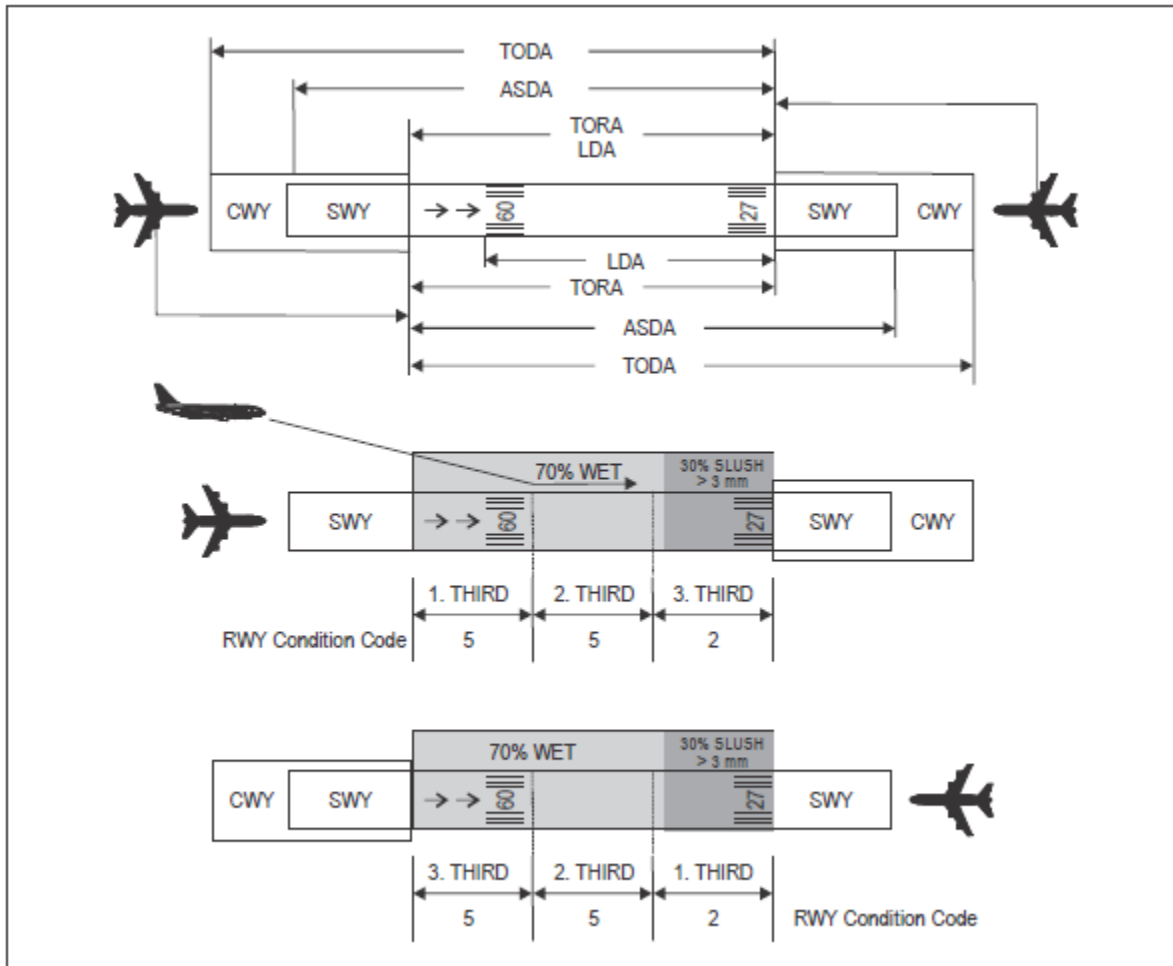 TODA
ASDA
TORA
LDA
CWY SWY 09 27 SWY CWY
LDA
TORA
ASDA
TODA
70% WET 30% SLUSH
> 3 mm
SWY 09 27 SWY CWY
1. THIRD 2. THIRD 3. THIRD
RWY Condition Code 5 5 2
70% WET 30% SLUSH
> 3 mm
CWY SWY 09 27 SWY
3. THIRD 2. THIRD 1. THIRD
5 5 2 RWY Condition Code